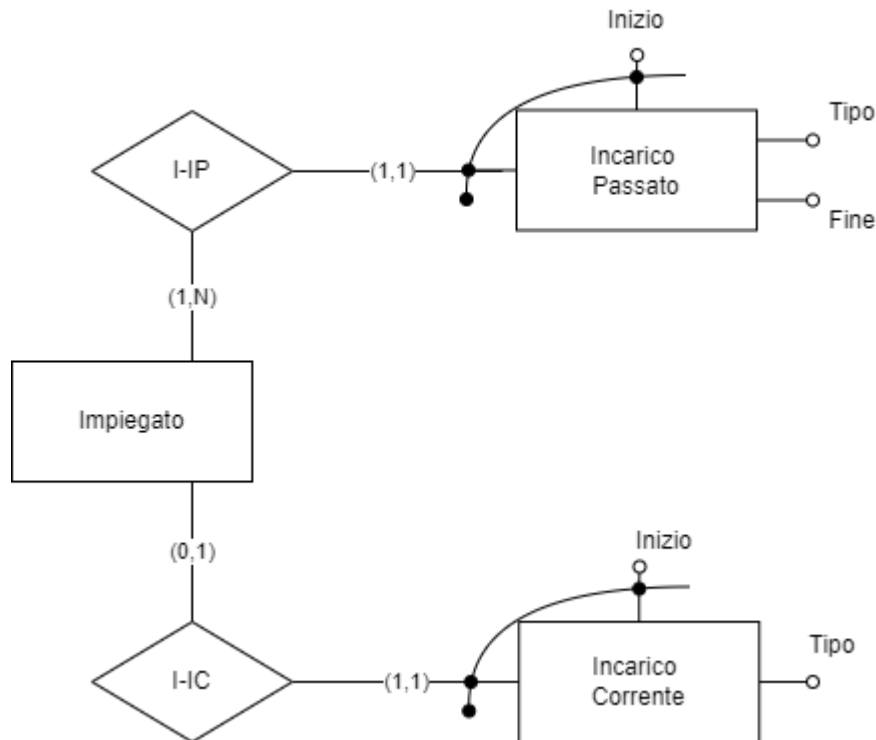 Inizio
Tipo
I-IP
(1,1)
Incarico
Passato
Fine
(1,N)
Impiegato
(0,1)
Inizio
I-IC
(1,1)
Incarico
Corrente
Tipo